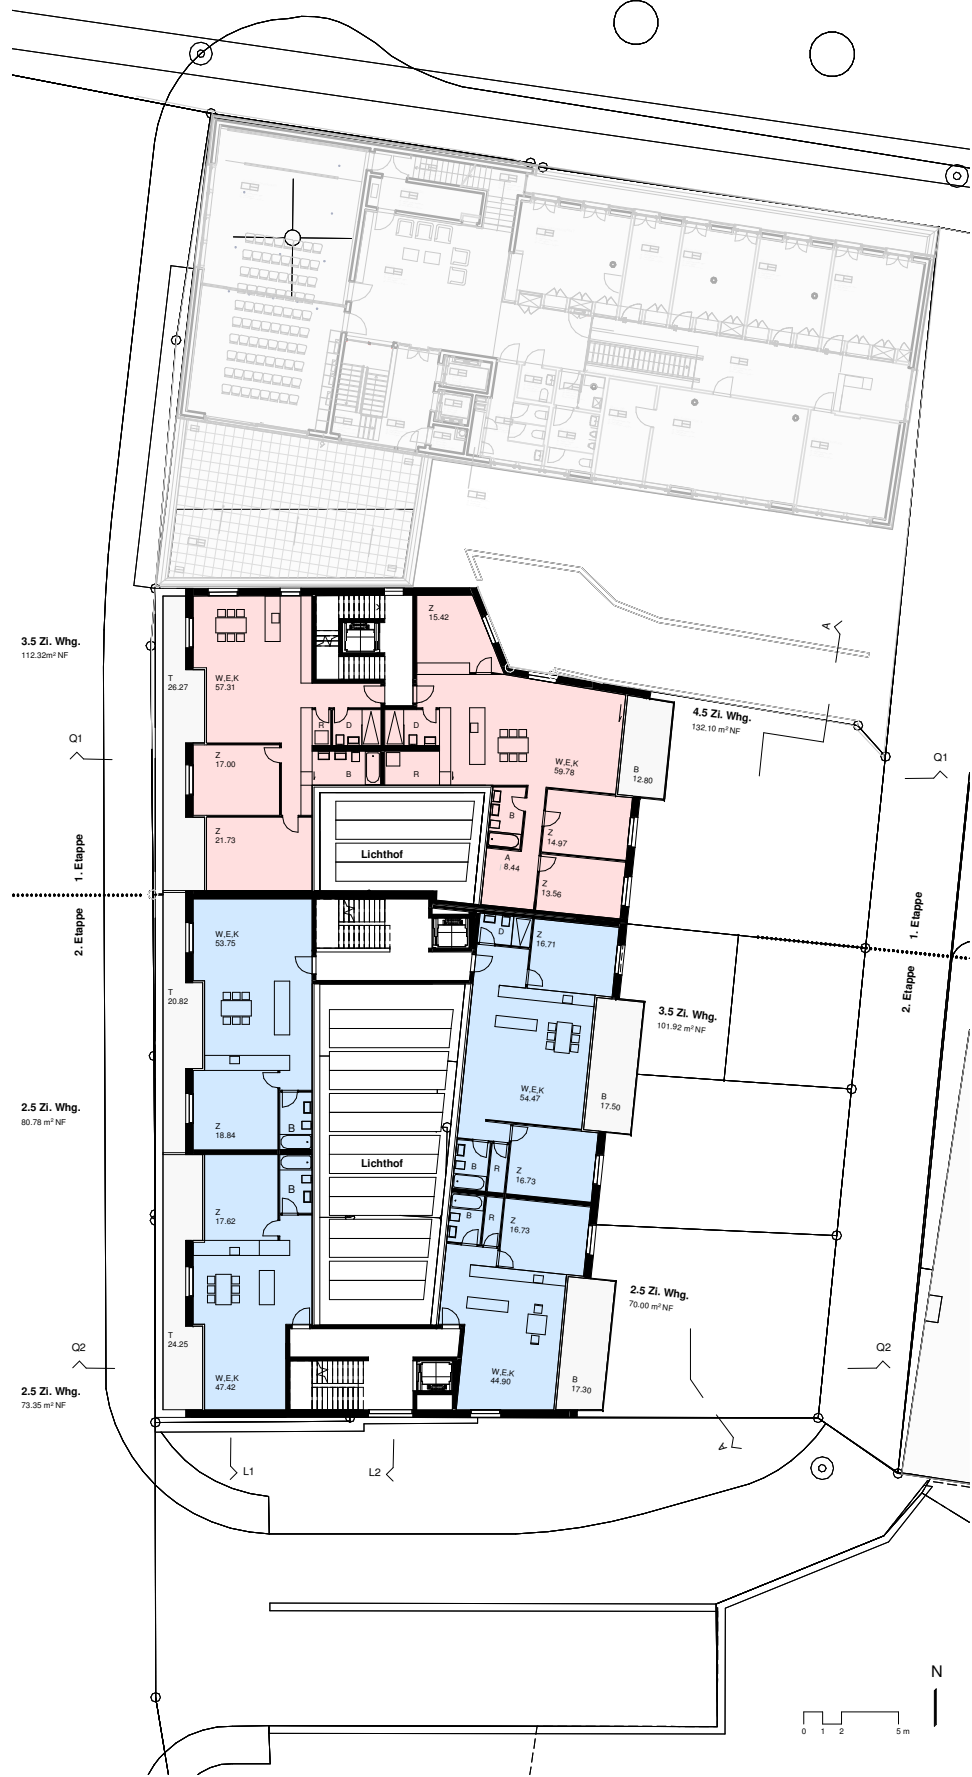 Z
15.42
A
3.5 Zi. Whg.
112.32m² NF
T
26.27
W,E,K
57.31
R
D
D
4.5 Zi. Whg.
132.10 m² NF
Q1
Q1
Z
17.00
B
R
W,E,K
59.78
B
12.80
Z
21.73
Lichthof
B
Z
14.97
A
8.44
Z
13.56
1. Etappe
2. Etappe
1. Etappe
2. Etappe
W,E,K
53.75
D
Z
16.71
T
20.82
3.5 Zi. Whg.
101.92 m² NF
W,E,K
54.47
B
17.50
2.5 Zi. Whg.
80.78 m² NF
Z
18.84
B
Lichthof
B
R
Z
16.73
B
Z
17.62
B
R
Z
16.73
2.5 Zi. Whg.
70.00 m² NF
T
24.25
Q2
Q2
W,E,K
47.42
W,E,K
44.90
B
17.30
2.5 Zi. Whg.
73.35 m² NF
A
L1
L2
N
0 1 2 5 m